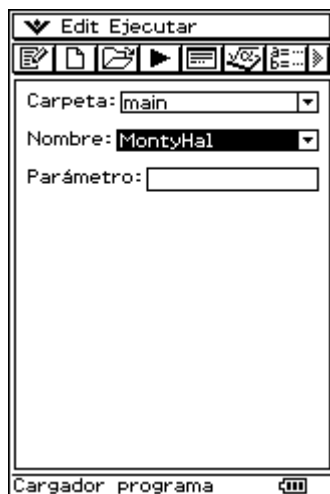 Edit Ejecutar
Carpeta: main
Nombre: MontyHal
Parámetro:
Cargador programa